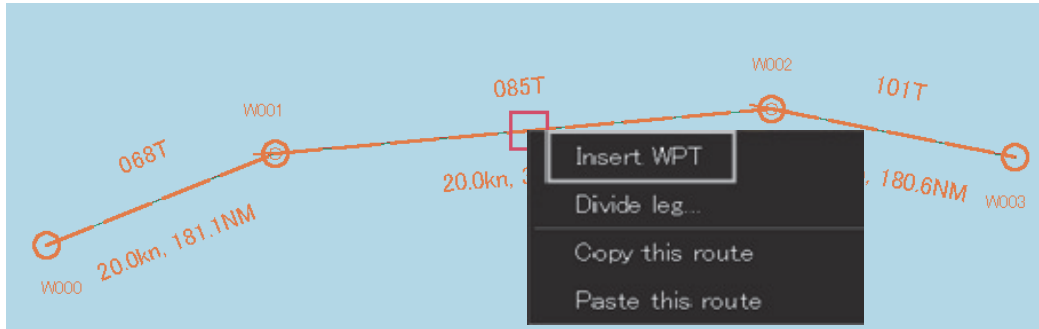 W002
085T
101T
W001
068T
Insert WPT
20.0kn,
, 180.6NM
W003
Divide leg...
20.0kn, 181.1NM
Copy this route
W000
Paste this route